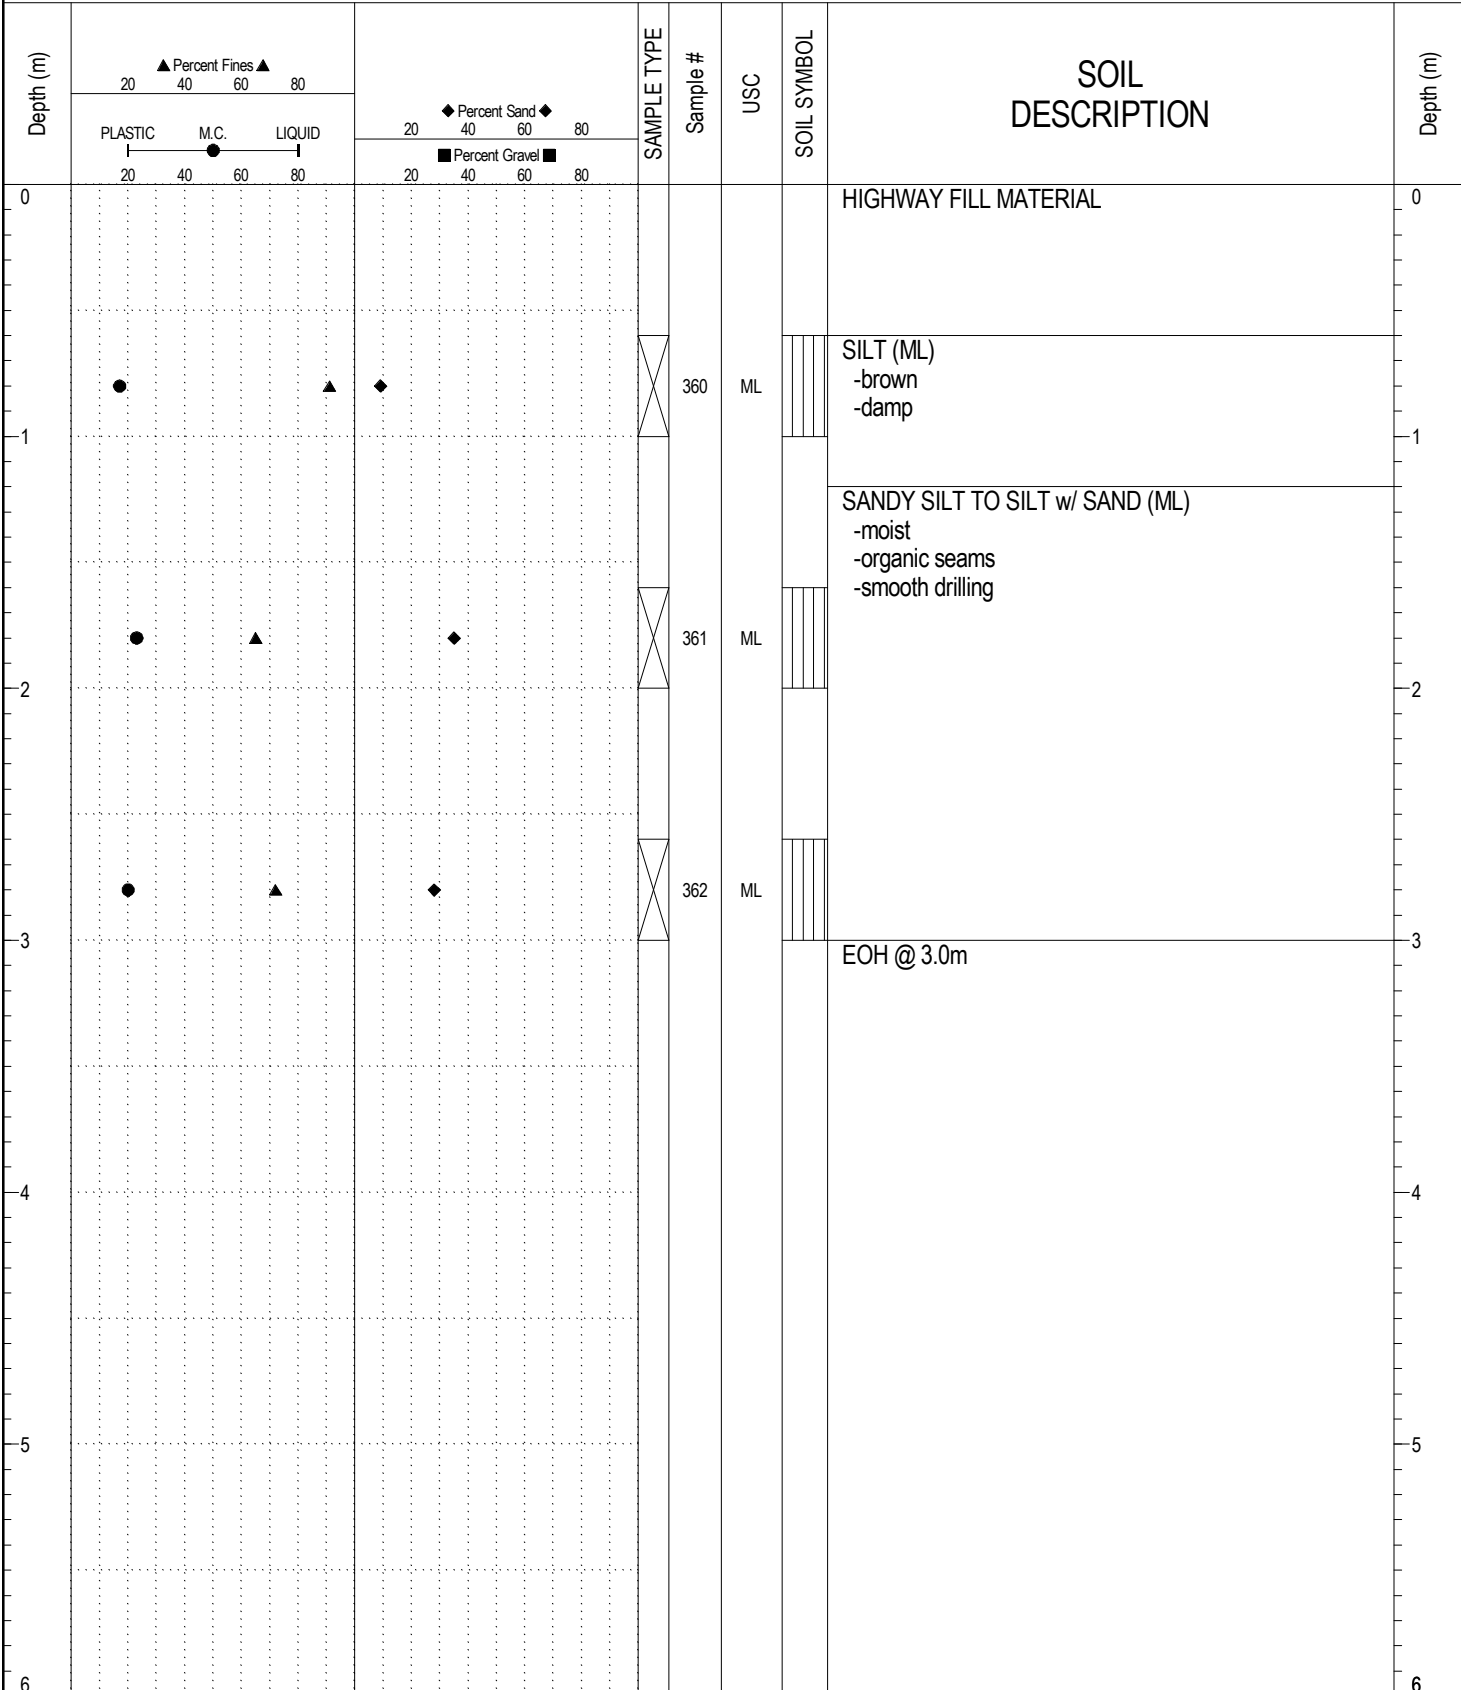 Depth (m)
▲ Percent Fines ▲
20 40 60 80
PLASTIC M.C. LIQUID
20 40 60 80
◆ Percent Sand ◆
20 40 60 80
■ Percent Gravel ■
20 40 60 80
SAMPLE TYPE
Sample #
USC
SOIL SYMBOL
SOIL
DESCRIPTION
Depth (m)
0 HIGHWAY FILL MATERIAL 0
SILT (ML)
360 ML -brown
-damp
1 1
SANDY SILT TO SILT w/ SAND (ML)
-moist
-organic seams
-smooth drilling
361 ML
2 2
362 ML
3 3
EOH @ 3.0m
4 4
5 5
6 6